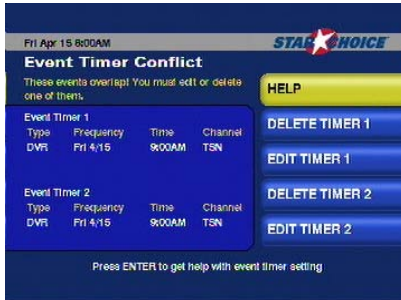 Fri Apr 15 8:00AM
STAR CHOICE
Event Timer Conflict
These events overlap! You must edit or delete
one of them.
HELP
Event Timer 1
Type Frequency Time Channel
DVR Fri 4/15 9:00AM TSN
DELETE TIMER 1
EDIT TIMER 1
Event Timer 2
Type Frequency Time Channel
DVR Fri 4/15 9:00AM TSN
DELETE TIMER 2
EDIT TIMER 2
Press ENTER to get help with event timer setting